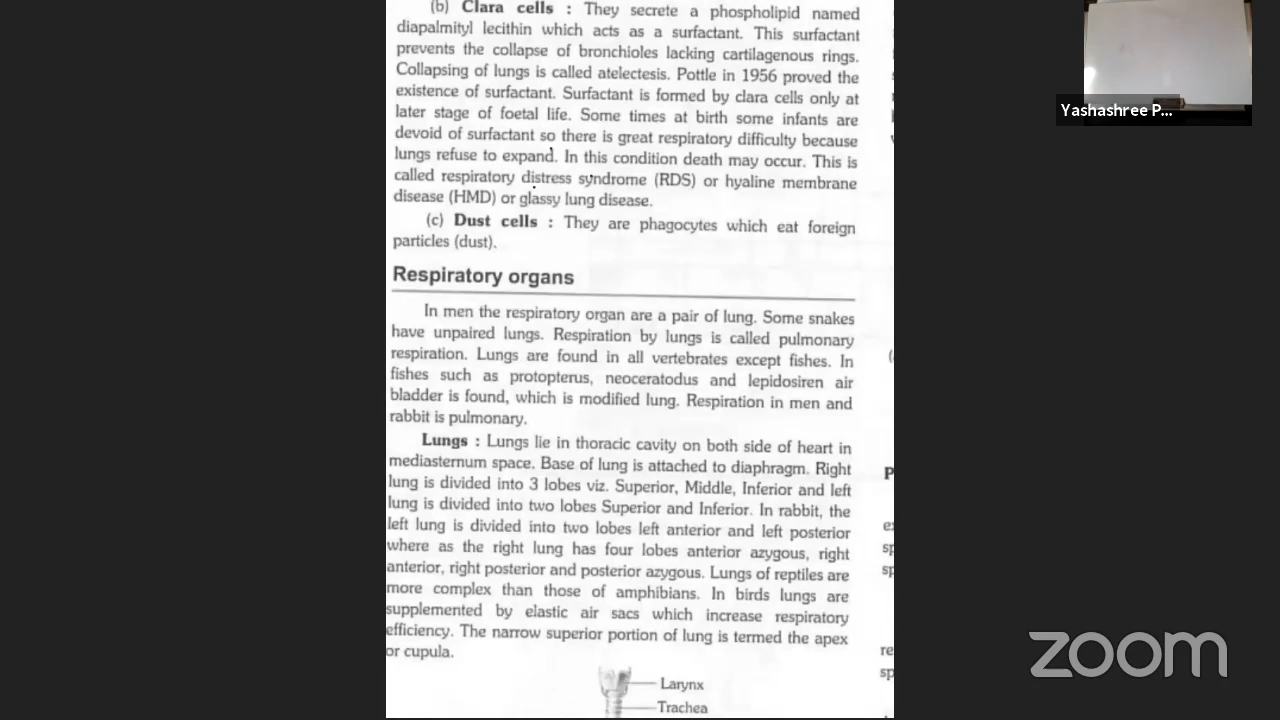 (b) Clara cells : They secrete a phospholipid named
diapalmityl lecithin which acts as a surfactant. This surfactant
prevents the collapse of bronchioles lacking cartilagenous rings.
Collapsing of lungs is called atelectesis. Pottle in 1956 proved the
existence of surfactant. Surfactant is formed by clara cells only at
later stage of foetal life. Some times at birth some infants are
devoid of surfactant so there is great respiratory difficulty because
lungs refuse to expand. In this condition death may occur. This is
called respiratory distress syndrome (RDS) or hyaline membrane
disease (HMD) or glassy lung disease.
(c) Dust cells : They are phagocytes which eat foreign
particles (dust).
Respiratory organs
In men the respiratory organ are a pair of lung. Some snakes
have unpaired lungs. Respiration by lungs is called pulmonary
respiration. Lungs are found in all vertebrates except fishes. In
fishes such as protopterus, neoceratodus and lepidosiren air
bladder is found, which is modified lung. Respiration in men and
rabbit is pulmonary.
Lungs : Lungs lie in thoracic cavity on both side of heart in
mediasternum space. Base of lung is attached to diaphragm. Right
lung is divided into 3 lobes viz. Superior, Middle, Inferior and left
lung is divided into two lobes Superior and Inferior. In rabbit, the
left lung is divided into two lobes left anterior and left posterior
where as the right lung has four lobes anterior azygous, right
anterior, right posterior and posterior azygous. Lungs of reptiles are
more complex than those of amphibians. In birds lungs are
supplemented by elastic air sacs which increase respiratory
efficiency. The narrow superior portion of lung is termed the apex
or cupula.
Larynx
Trachea
Yashashree P...
zoom